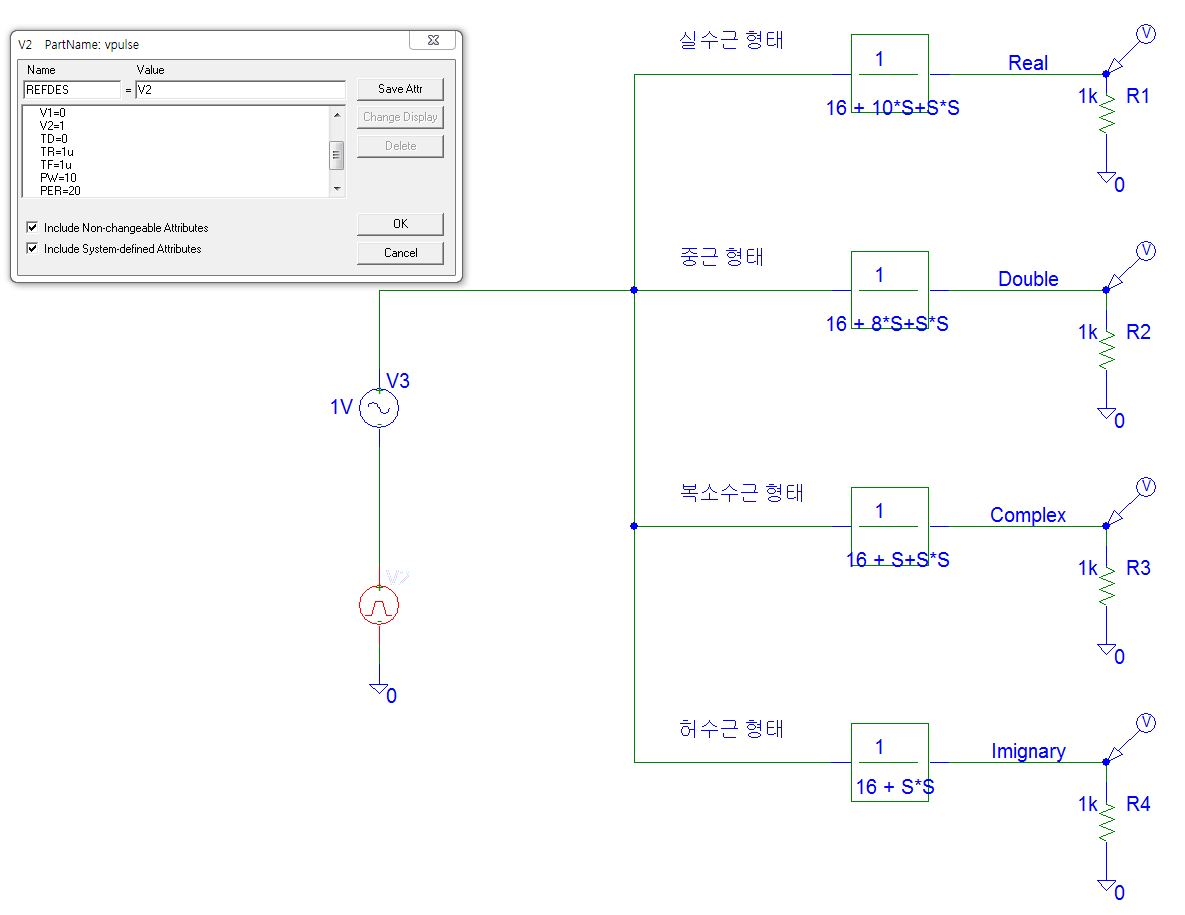 V2 PartName: vpulse
Name Value
REFDES = V2
Save Attr
V1=0
V2=1
Change Display
TD=0
TR=1u
Delete
TF=1u
PW=10
PER=20
Include Non-changeable Attributes
OK
Include System-defined Attributes
Cancel
실수근 형태
1
16 + 10*S+S*S
Real
V
1k R1
0
중근 형태
1
16 + 8*S+S*S
Double
V
1k R2
0
V3
1V
V2
0
복소수근 형태
1
16 + S+S*S
Complex
V
1k R3
0
허수근 형태
1
16 + S*S
Imignary
V
1k R4
0